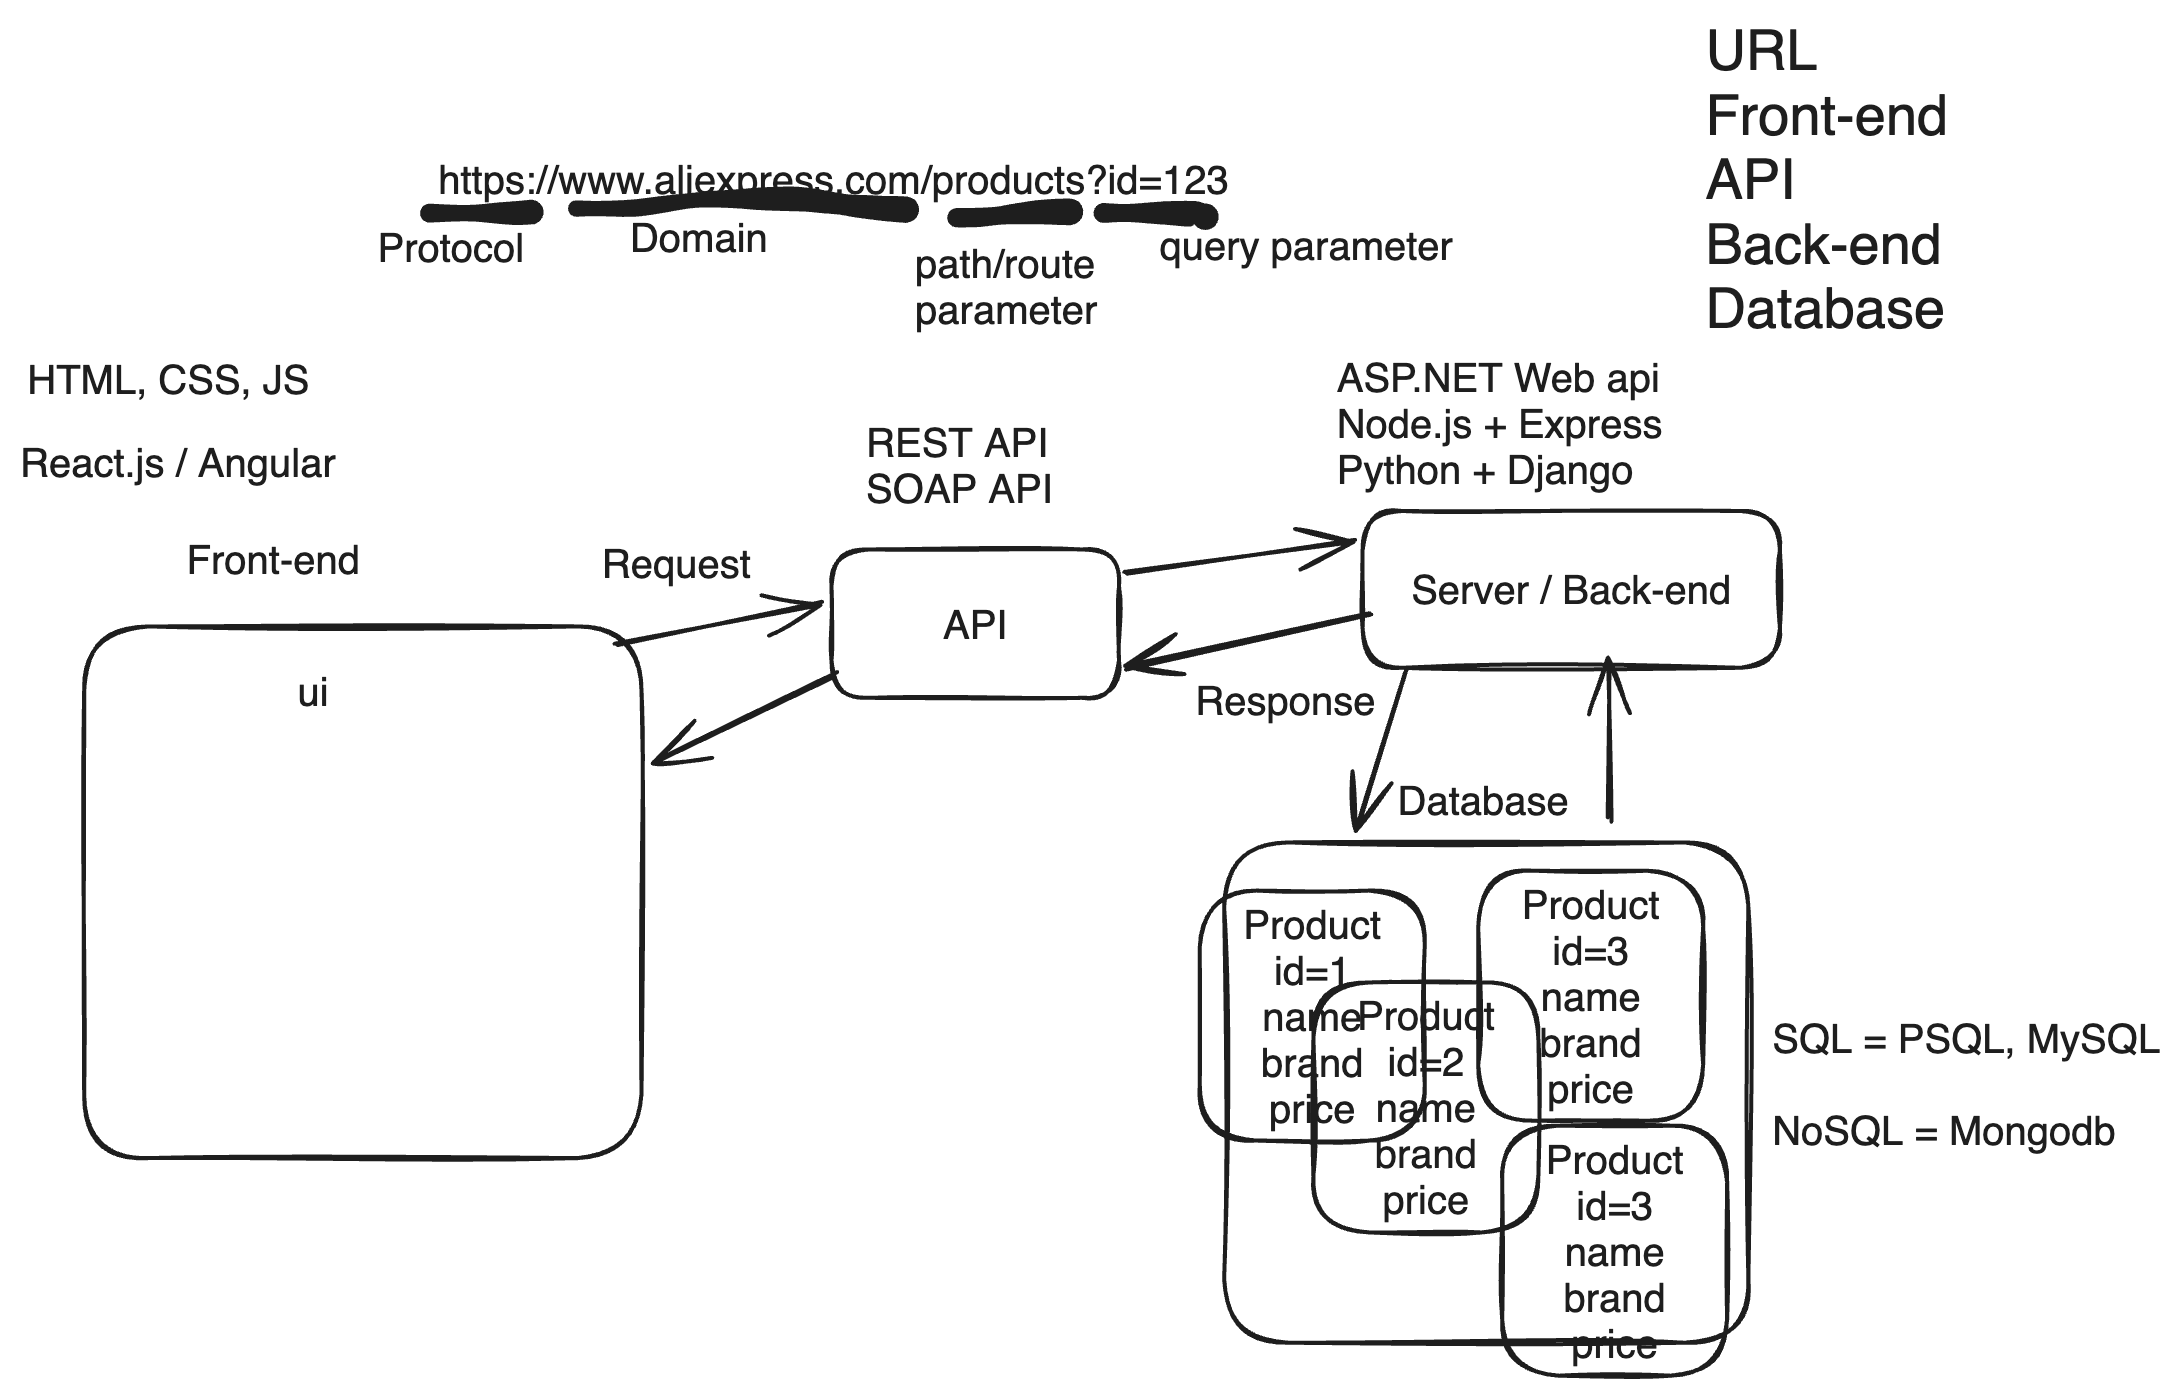 URL
Front-end
API
Back-end
Database
https://www.aliexpress.com/products?id=123
Protocol
Domain
path/route
parameter
query parameter
HTML, CSS, JS
React.js / Angular
Front-end
ui
Request
REST API
SOAP API
API
ASP.NET Web api
Node.js + Express
Python + Django
Server / Back-end
Response
Database
Product
id=1
name
brand
price
Product
id=2
name
brand
price
Product
id=3
name
brand
price
Product
id=3
name
brand
price
SQL = PSQL, MySQL
NoSQL = Mongodb